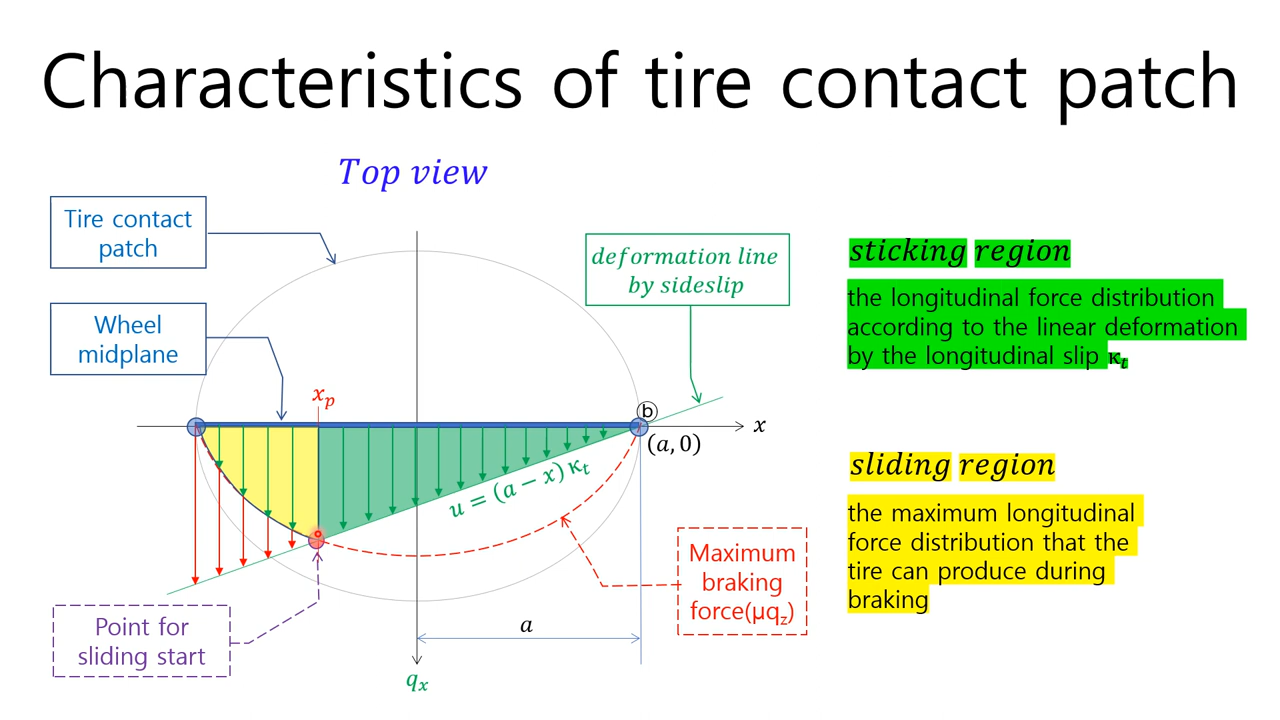 Characteristics of tire contact patch
Top view
Tire contact
patch
Wheel
midplane
deformation line
by sideslip
x_p
ⓑ
x
(a, 0)
u = (a − x) κ_t
Maximum
braking
force(μq_z)
Point for
sliding start
a
q_x
sticking region
the longitudinal force distribution
according to the linear deformation
by the longitudinal slip κ_t
sliding region
the maximum longitudinal
force distribution that the
tire can produce during
braking